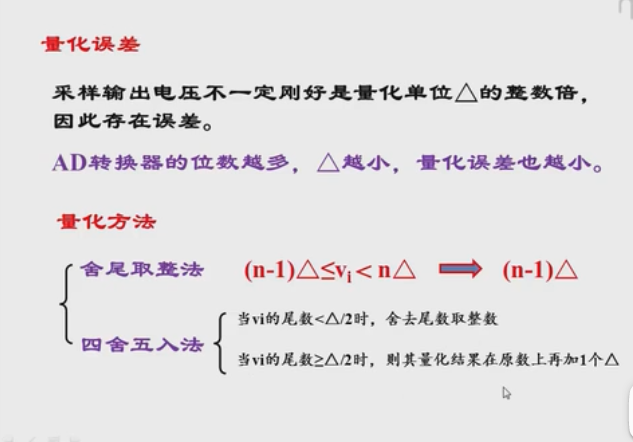 量化误差
采样输出电压不一定刚好是量化单位△的整数倍，
因此存在误差。
AD转换器的位数越多，△越小，量化误差也越小。
量化方法
舍尾取整法 (n-1)△≤vi＜n△ (n-1)△
四舍五入法
当vi的尾数<△/2时，舍去尾数取整数
当vi的尾数≥△/2时，则其量化结果在原数上再加1个△